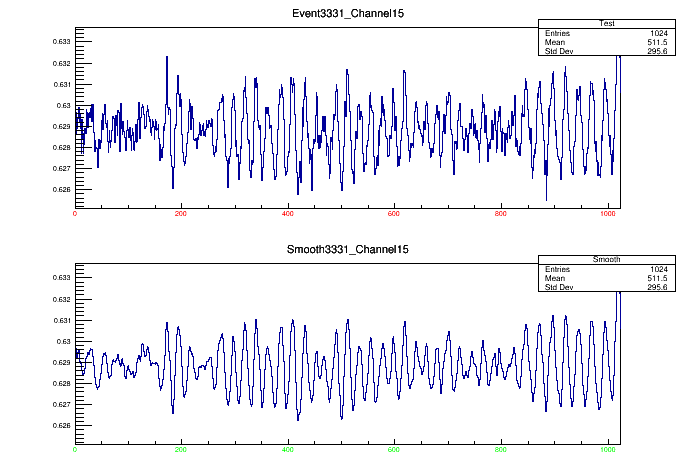 Event3331_Channel15
Test
Entries 1024
Mean 511.5
Std Dev 295.6
0.633
0.632
0.631
0.63
0.629
0.628
0.627
0.626
0 200 400 600 800 1000
Smooth3331_Channel15
Smooth
Entries 1024
Mean 511.5
Std Dev 295.6
0.633
0.632
0.631
0.63
0.629
0.628
0.627
0.626
0 200 400 600 800 1000